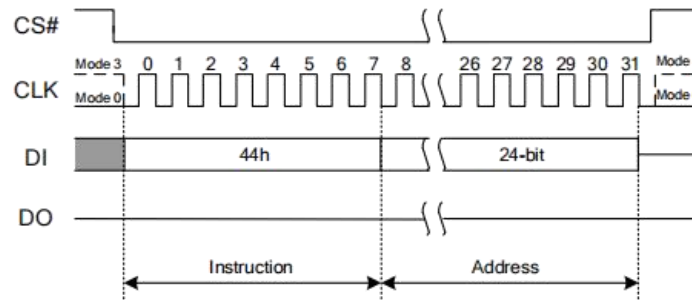 CS#
Mode 3 0 1 2 3 4 5 6 7 8 26 27 28 29 30 31 Mode
CLK
Mode 0 Mode
DI 44h 24-bit
DO
Instruction Address